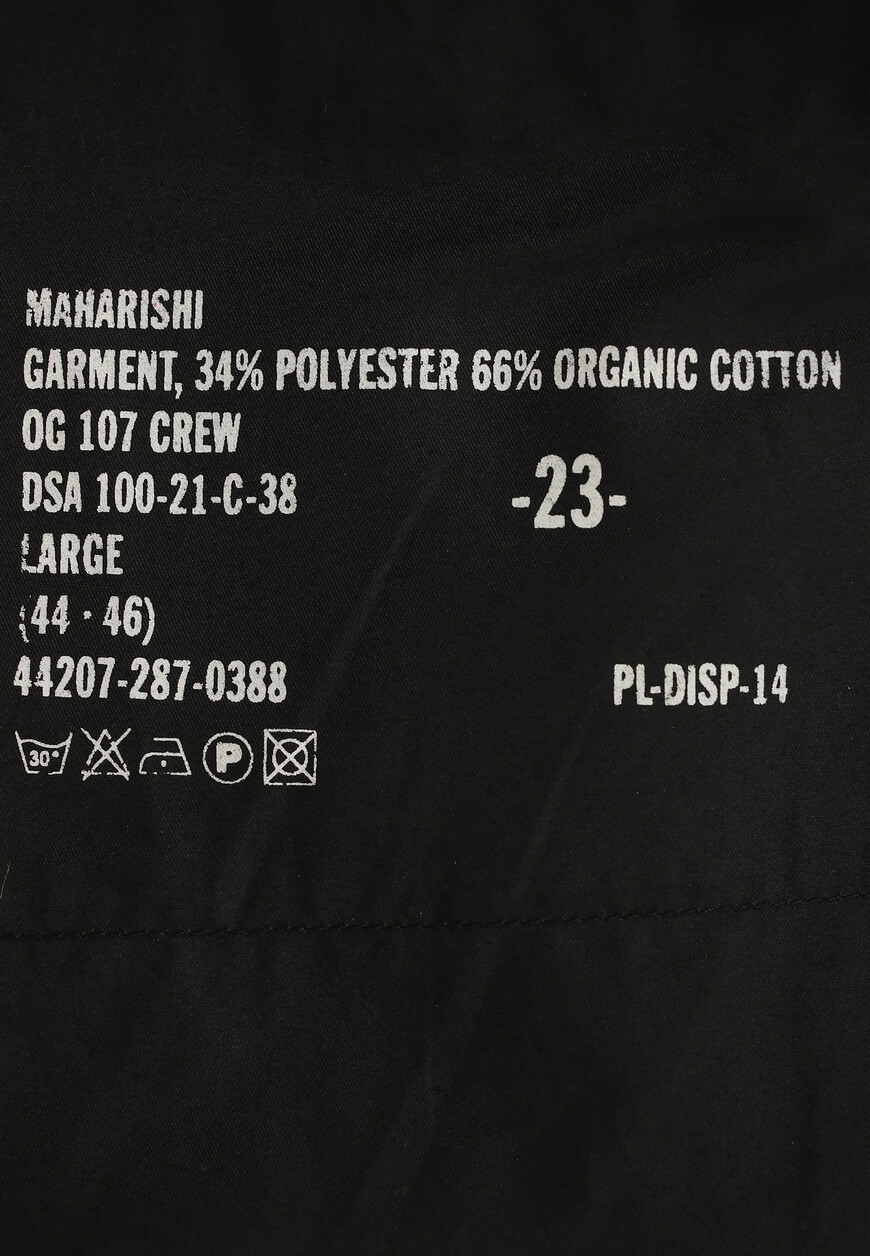 MAHARISHI
GARMENT, 34% POLYESTER 66% ORGANIC COTTON
OG 107 CREW
DSA 100-21-C-38
-23-
LARGE
(44 · 46)
44207-287-0388
PL-DISP-14
30°
P